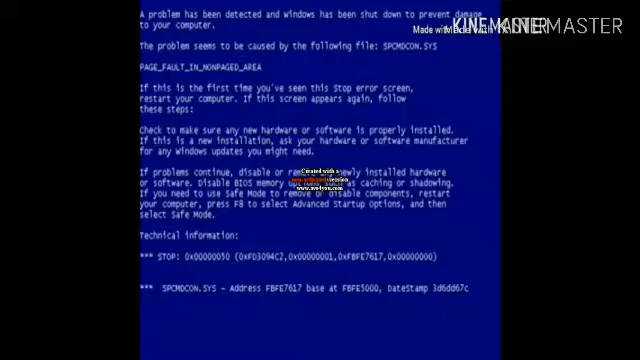 A problem has been detected and Windows has been shut down to prevent damage
to your computer.
Made with KINEMASTER
The problem seems to be caused by the following file: SPCMDCON.SYS
PAGE_FAULT_IN_NONPAGED_AREA
If this is the first time you've seen this Stop error screen,
restart your computer. If this screen appears again, follow
these steps:
Check to make sure any new hardware or software is properly installed.
If this is a new installation, ask your hardware or software manufacturer
for any Windows updates you might need.
If problems continue, disable or remove any newly installed hardware
or software. Disable BIOS memory options such as caching or shadowing.
If you need to use Safe Mode to remove or disable components, restart
your computer, press F8 to select Advanced Startup Options, and then
select Safe Mode.
Created with a
version
Technical information:
*** STOP: 0x00000050 (0xFD3094C2,0x00000001,0xFBFE7617,0x00000000)
*** SPCMDCON.SYS - Address FBFE7617 base at FBFE5000, DateStamp 3d6dd67c